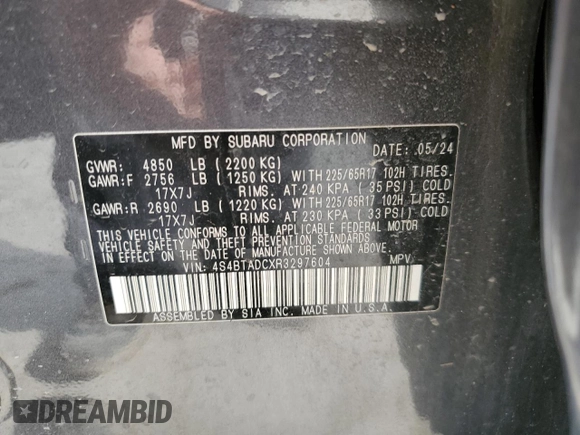 MFD BY SUBARU CORPORATION DATE: 05/24
GVWR: 4850 LB (2200 KG)
GAWR:F 2756 LB (1250 KG) WITH 225/65R17 102H TIRES.
17X7J RIMS. AT 240 KPA (35 PSI) COLD
GAWR:R 2690 LB (1220 KG) WITH 225/65R17 102H TIRES.
17X7J RIMS. AT 230 KPA (33 PSI) COLD
THIS VEHICLE CONFORMS TO ALL APPLICABLE FEDERAL MOTOR
VEHICLE SAFETY AND THEFT PREVENTION STANDARDS
IN EFFECT ON THE DATE OF MANUFACTURE SHOWN ABOVE.
VIN: 4S4BTADCXR3297604 MPV
ASSEMBLED BY SIA INC. MADE IN U.S.A.
DREAMBID